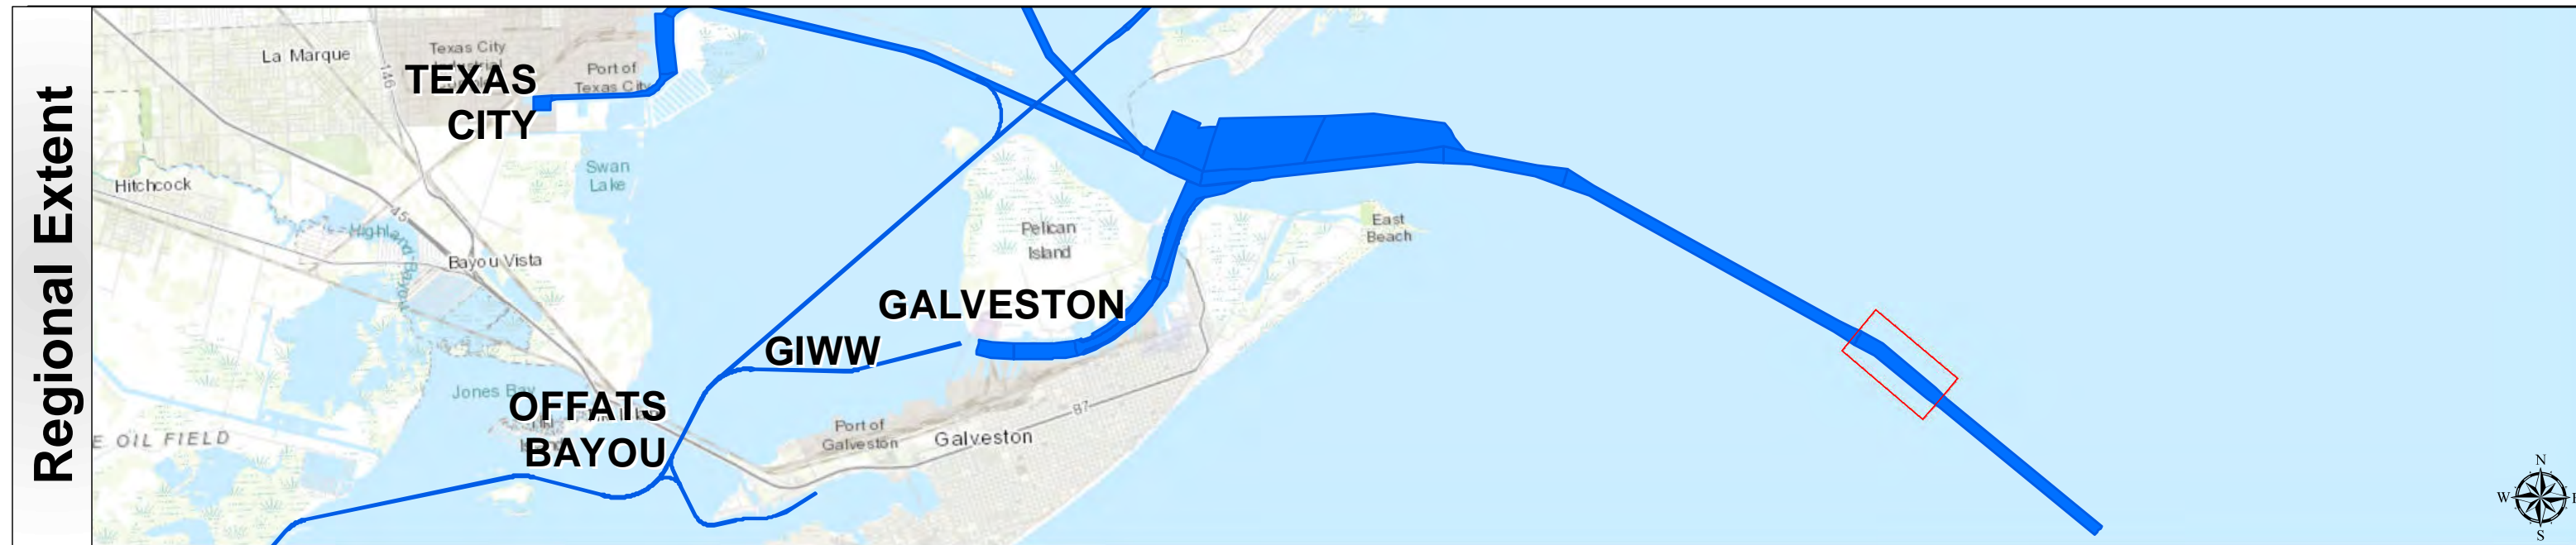 Regional Extent
La Marque
Texas City
Industrial
TEXAS
CITY
Port of
Texas City
146
Swan
Lake
Hitchcock
45
Highland Bayou
Bayou Vista
Pelican
Island
East
Beach
GALVESTON
GIWW
Jones Bay
OFFATS
BAYOU
E OIL FIELD
Port of
Galveston
Galveston
87
N
W
E
S